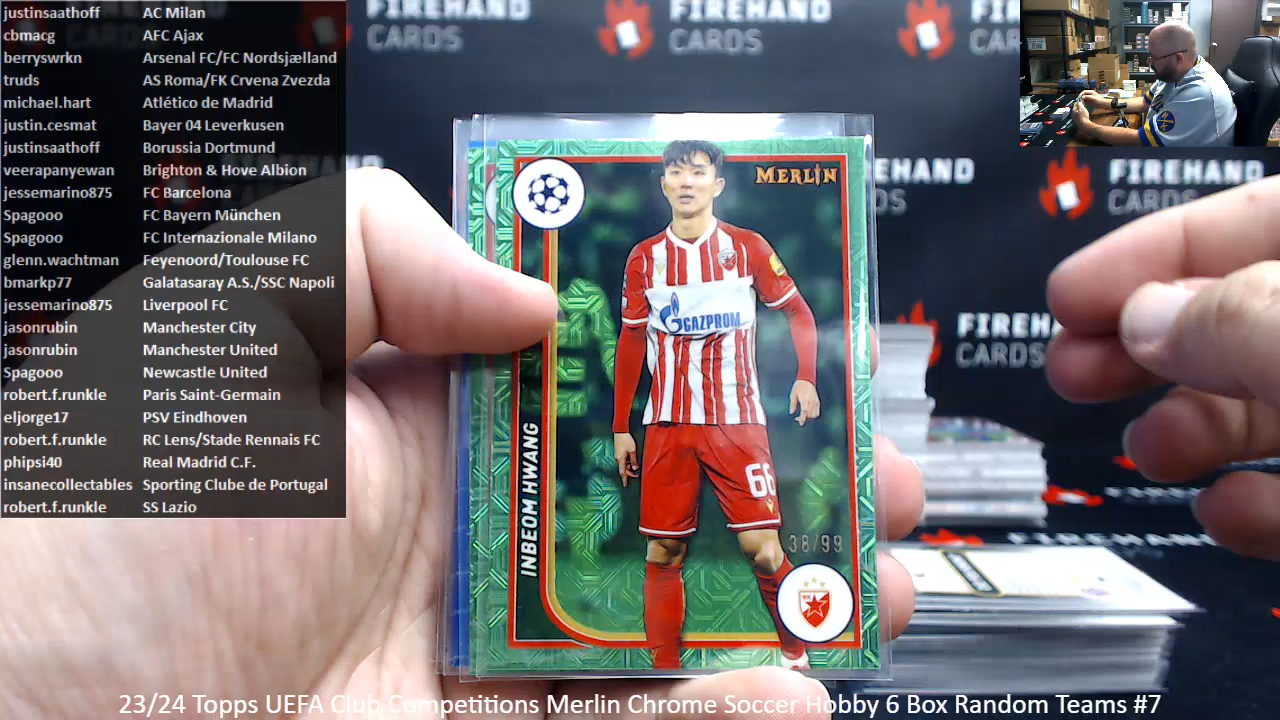 justinsaathoff AC Milan
cbmacg AFC Ajax
berryswrkn Arsenal FC/FC Nordsjælland
truds AS Roma/FK Crvena Zvezda
michael.hart Atlético de Madrid
justin.cesmat Bayer 04 Leverkusen
justinsaathoff Borussia Dortmund
veerapanyewan Brighton & Hove Albion
jessemarino875 FC Barcelona
Spagooo FC Bayern München
Spagooo FC Internazionale Milano
glenn.wachtman Feyenoord/Toulouse FC
bmarkp77 Galatasaray A.S./SSC Napoli
jessemarino875 Liverpool FC
jasonrubin Manchester City
jasonrubin Manchester United
Spagooo Newcastle United
robert.f.runkle Paris Saint-Germain
eljorge17 PSV Eindhoven
robert.f.runkle RC Lens/Stade Rennais FC
phipsi40 Real Madrid C.F.
insanecollectables Sporting Clube de Portugal
robert.f.runkle SS Lazio
FIREHAND
CARDS
FIREHAND
CARDS
CARDS
MERLIN
FIREHAND
CARDS
GAZPROM
66
INBEOM HWANG
38/99
CARDS
23/24 Topps UEFA Club Competitions Merlin Chrome Soccer Hobby 6 Box Random Teams #7